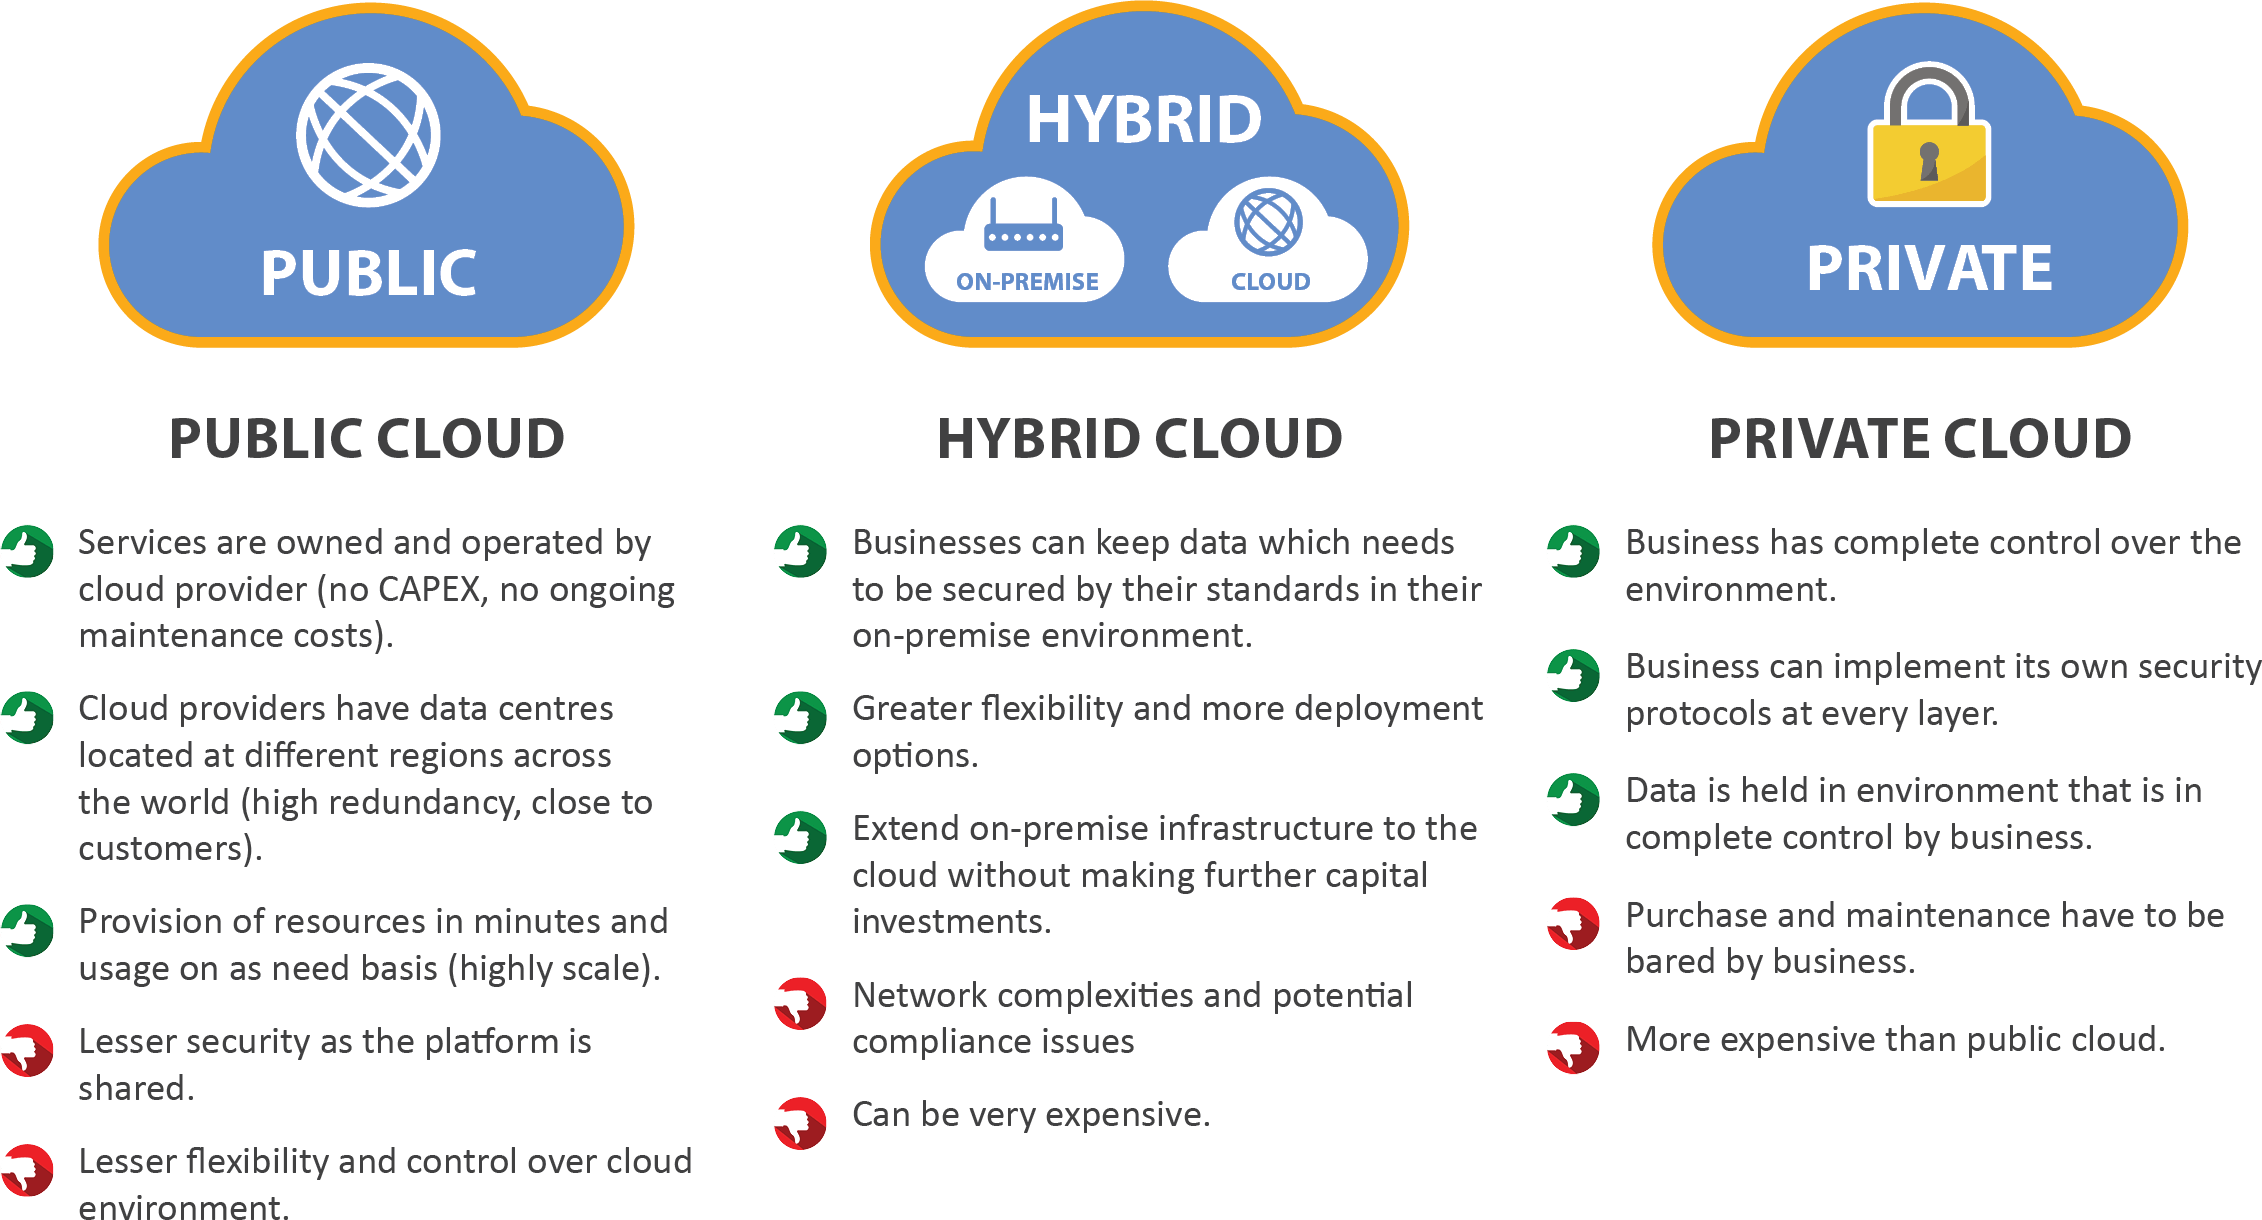 PUBLIC
HYBRID
ON-PREMISE
CLOUD
PRIVATE
PUBLIC CLOUD
Services are owned and operated by
cloud provider (no CAPEX, no ongoing
maintenance costs).
Cloud providers have data centres
located at different regions across
the world (high redundancy, close to
customers).
Provision of resources in minutes and
usage on as need basis (highly scale).
Lesser security as the platform is
shared.
Lesser flexibility and control over cloud
environment.
HYBRID CLOUD
Businesses can keep data which needs
to be secured by their standards in their
on-premise environment.
Greater flexibility and more deployment
options.
Extend on-premise infrastructure to the
cloud without making further capital
investments.
Network complexities and potential
compliance issues
Can be very expensive.
PRIVATE CLOUD
Business has complete control over the
environment.
Business can implement its own security
protocols at every layer.
Data is held in environment that is in
complete control by business.
Purchase and maintenance have to be
bared by business.
More expensive than public cloud.